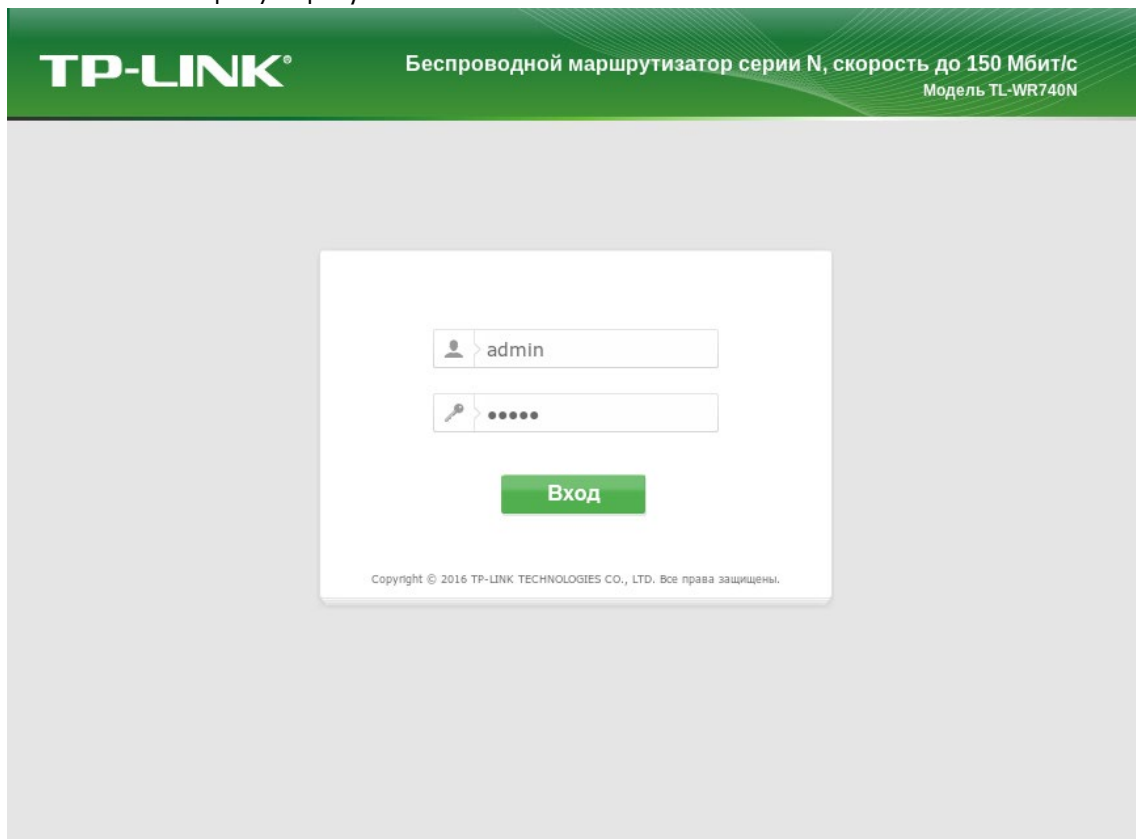 TP-LINK®
Беспроводной маршрутизатор серии N, скорость до 150 Мбит/с
Модель TL-WR740N
admin
•••••
Вход
Copyright © 2016 TP-LINK TECHNOLOGIES CO., LTD. Все права защищены.